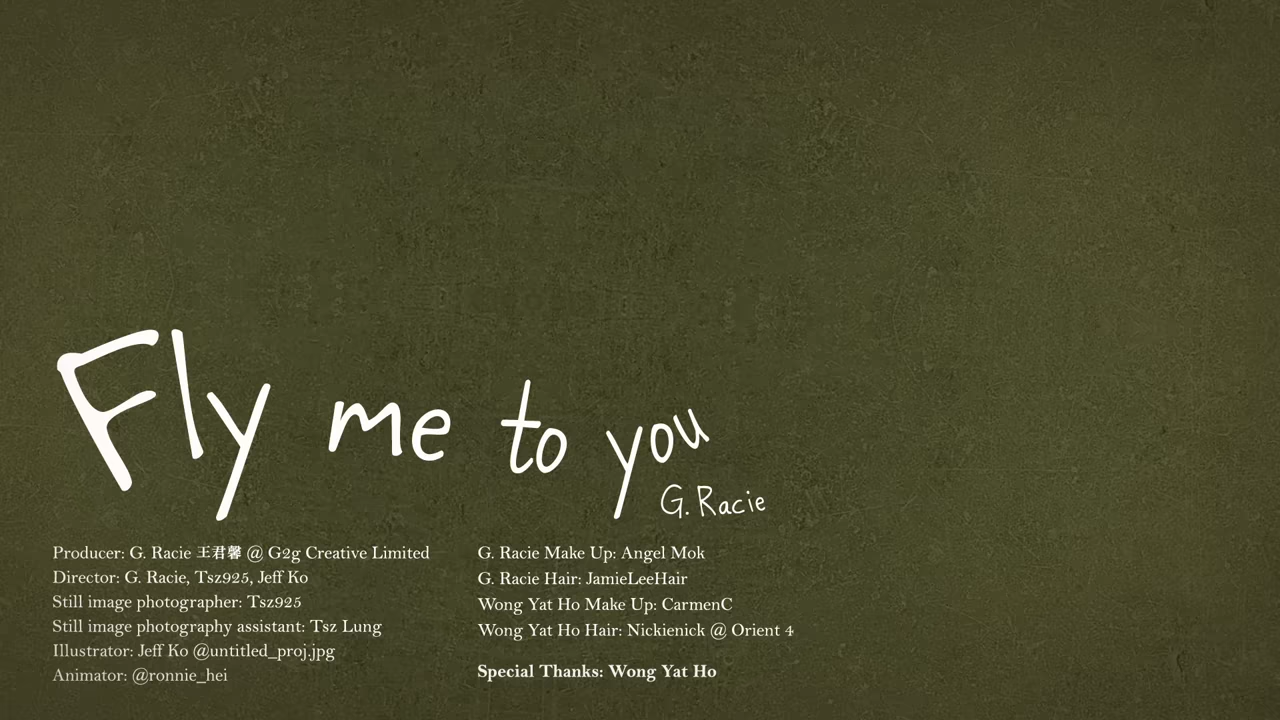 Fly me to you
G. Racie
Producer: G. Racie 王君馨 @ G2g Creative Limited
Director: G. Racie, Tsz925, Jeff Ko
Still image photographer: Tsz925
Still image photography assistant: Tsz Lung
Illustrator: Jeff Ko @untitled_proj.jpg
Animator: @ronnie_hei
G. Racie Make Up: Angel Mok
G. Racie Hair: JamieLeeHair
Wong Yat Ho Make Up: CarmenC
Wong Yat Ho Hair: Nickienick @ Orient 4
Special Thanks: Wong Yat Ho